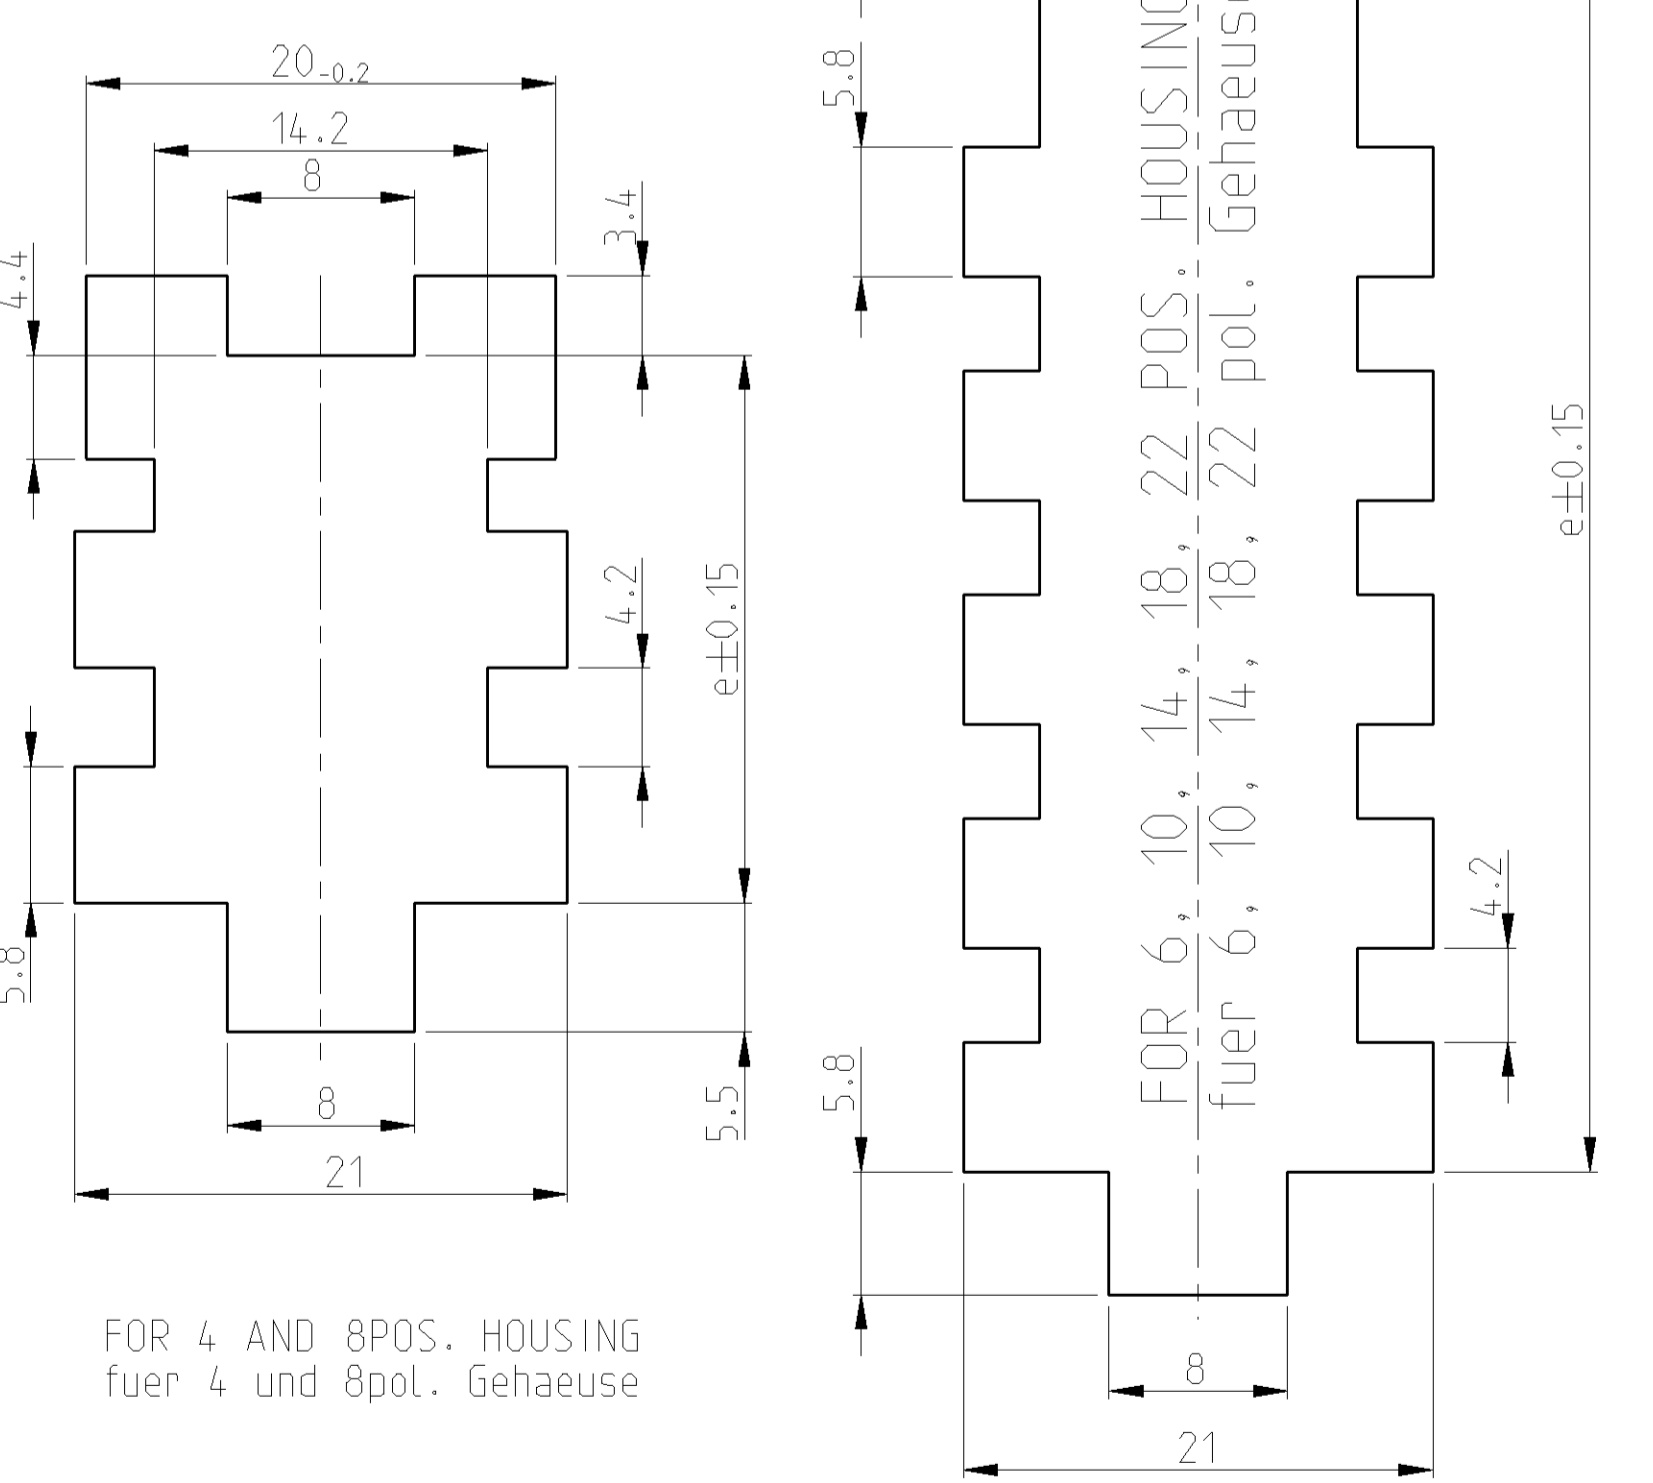 20-0.2
14.2
8
3.4
4.4
4.2
e±0.15
5.8
8
5.5
21
FOR 4 AND 8POS. HOUSING
fuer 4 und 8pol. Gehaeuse
5.8
FOR 6, 10, 14, 18, 22 POS. HOUSING
fuer 6, 10, 14, 18, 22 pol. Gehaeuse
e±0.15
4.2
5.8
8
21